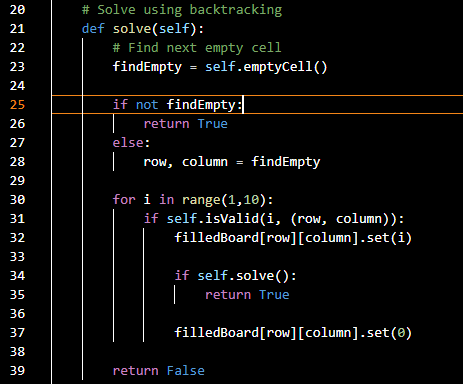 20 # Solve using backtracking
21 def solve(self):
22 # Find next empty cell
23 findEmpty = self.emptyCell()
24
25 if not findEmpty:
26 return True
27 else:
28 row, column = findEmpty
29
30 for i in range(1,10):
31 if self.isValid(i, (row, column)):
32 filledBoard[row][column].set(i)
33
34 if self.solve():
35 return True
36
37 filledBoard[row][column].set(0)
38
39 return False